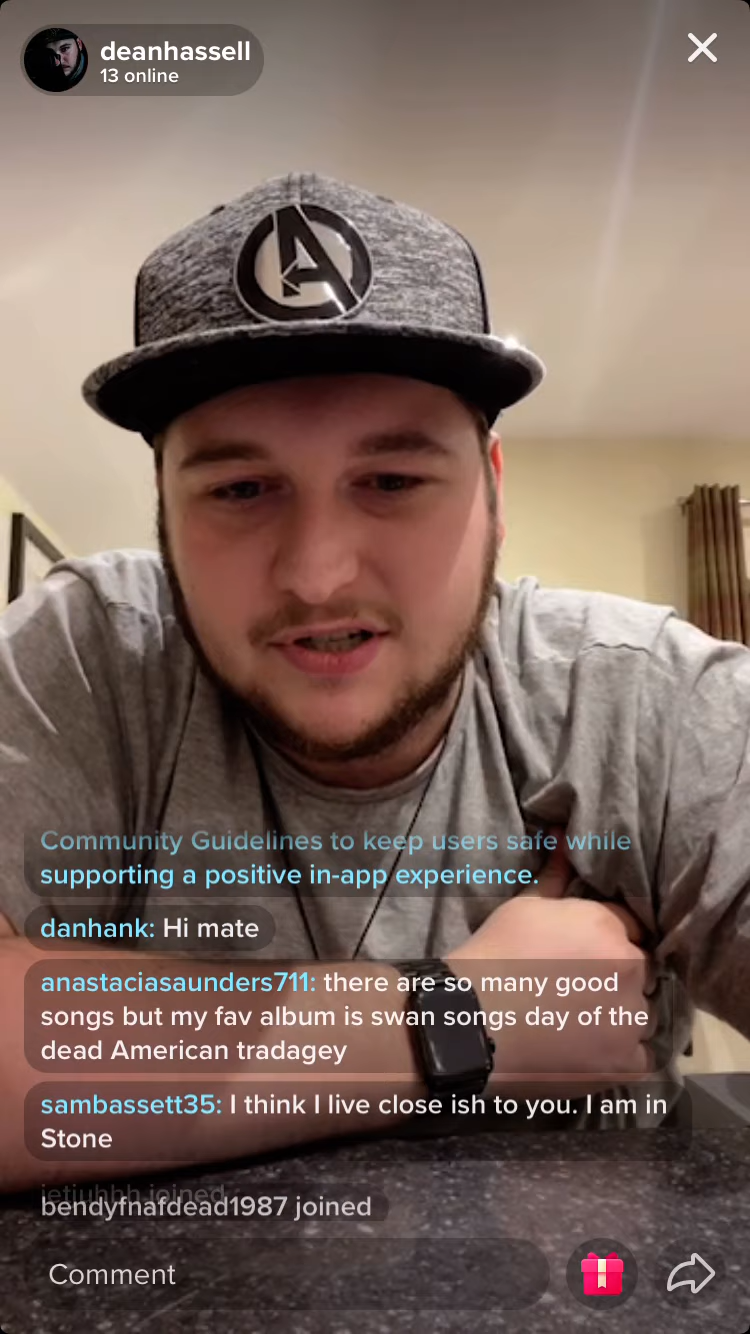 deanhassell
13 online
Community Guidelines to keep users safe while
supporting a positive in-app experience.
danhank: Hi mate
anastaciasaunders711: there are so many good
songs but my fav album is swan songs day of the
dead American tradagey
sambassett35: I think I live close ish to you. I am in
Stone
jetiuhhh joined
bendyfnafdead1987 joined
Comment